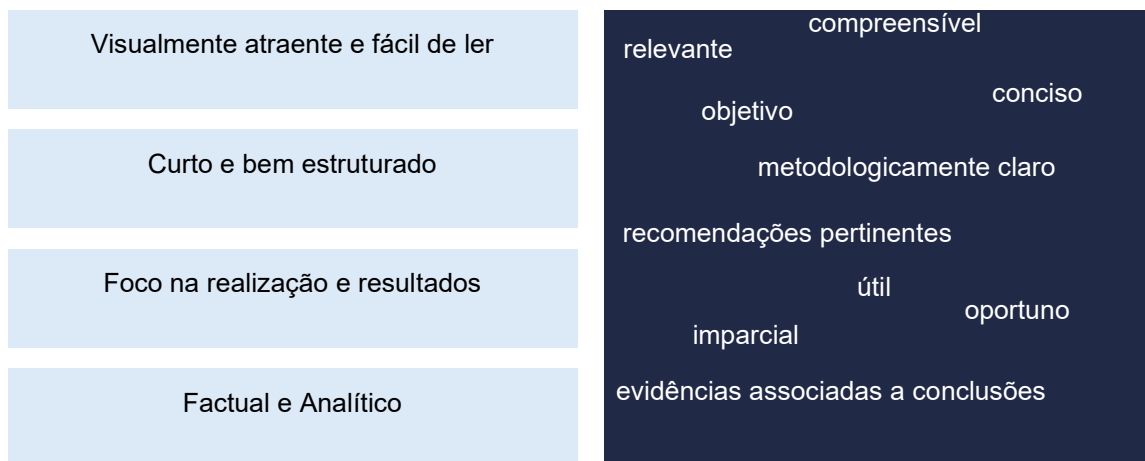 Visualmente atraente e fácil de ler
Curto e bem estruturado
Foco na realização e resultados
Factual e Analítico
compreensível
relevante
conciso
objetivo
metodologicamente claro
recomendações pertinentes
útil
oportuno
imparcial
evidências associadas a conclusões